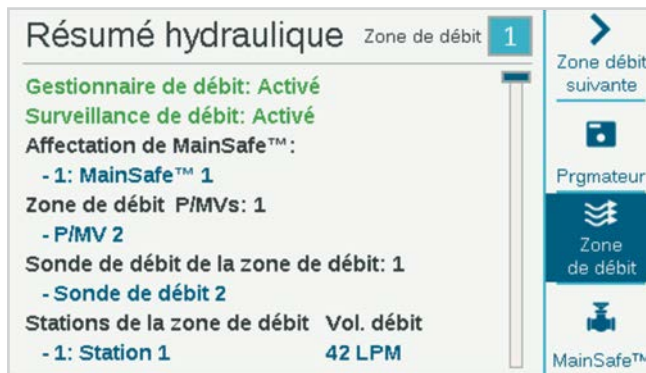 Résumé hydraulique Zone de débit 1
Gestionnaire de débit: Activé
Surveillance de débit: Activé
Affectation de MainSafe™:
- 1: MainSafe™ 1
Zone de débit P/MVs: 1
- P/MV 2
Sonde de débit de la zone de débit: 1
- Sonde de débit 2
Stations de la zone de débit Vol. débit
- 1: Station 1 42 LPM
Zone débit
suivante
Prgmateur
Zone
de débit
MainSafe™